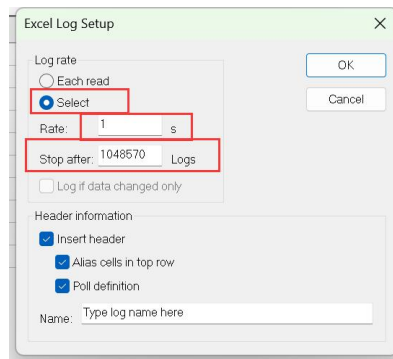 Excel Log Setup
Log rate
OK
Each read
Cancel
Select
Rate: 1 s
Stop after: 1048570 Logs
Log if data changed only
Header information
Insert header
Alias cells in top row
Poll definition
Name: Type log name here